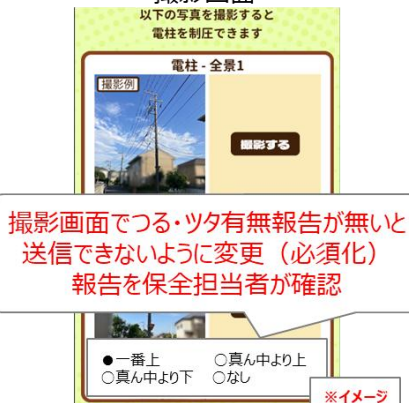 撮影画面
以下の写真を撮影すると
電柱を制圧できます
電柱 - 全景1
撮影例
撮影する
撮影画面でつる・ツタ有無報告が無いと
送信できないように変更（必須化）
報告を保全担当者が確認
●一番上 ○真ん中より上
○真ん中より下 ○なし
※イメージ